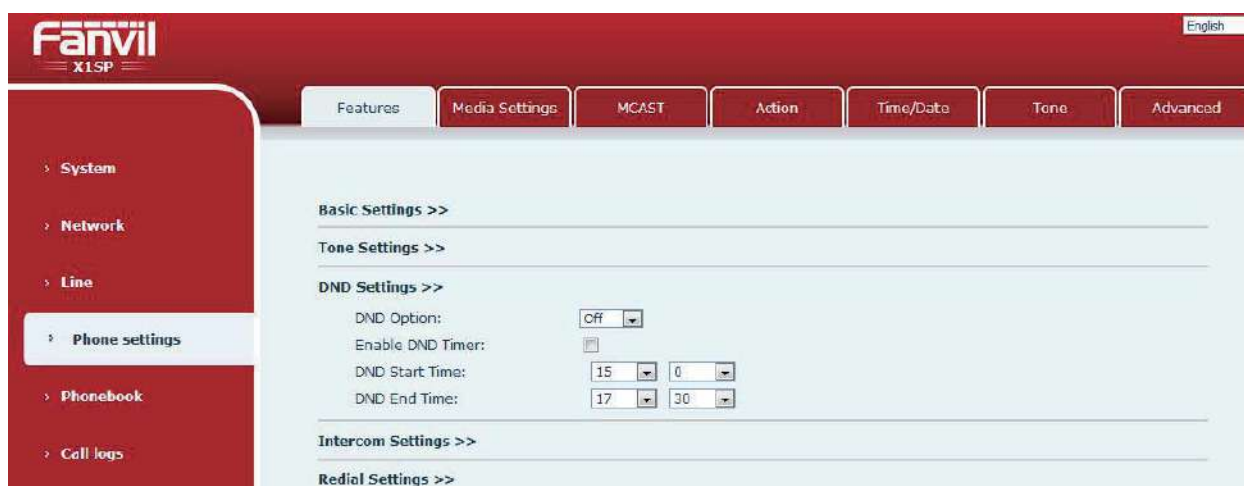 English
Fanvil
X1SP
Features
Media Settings
MCAST
Action
Time/Date
Tone
Advanced
› System
› Network
› Line
› Phone settings
› Phonebook
› Call logs
Basic Settings >>
Tone Settings >>
DND Settings >>
DND Option: Off
Enable DND Timer:
DND Start Time: 15 0
DND End Time: 17 30
Intercom Settings >>
Redial Settings >>